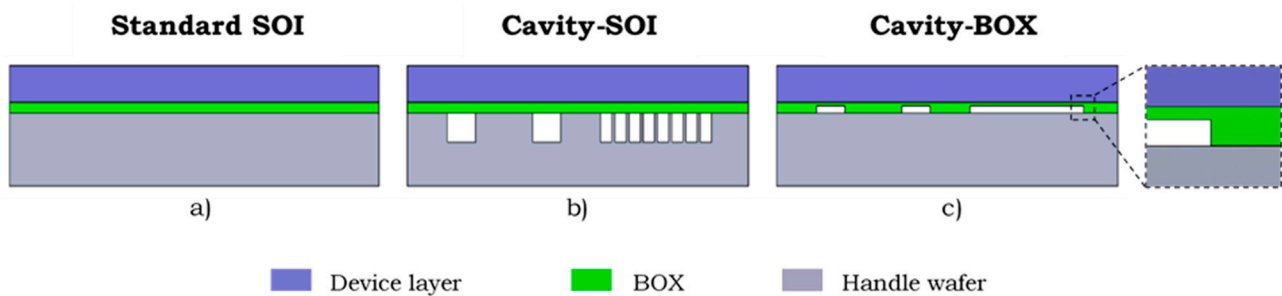 Standard SOI
Cavity-SOI
Cavity-BOX
a)
b)
c)
Device layer
BOX
Handle wafer